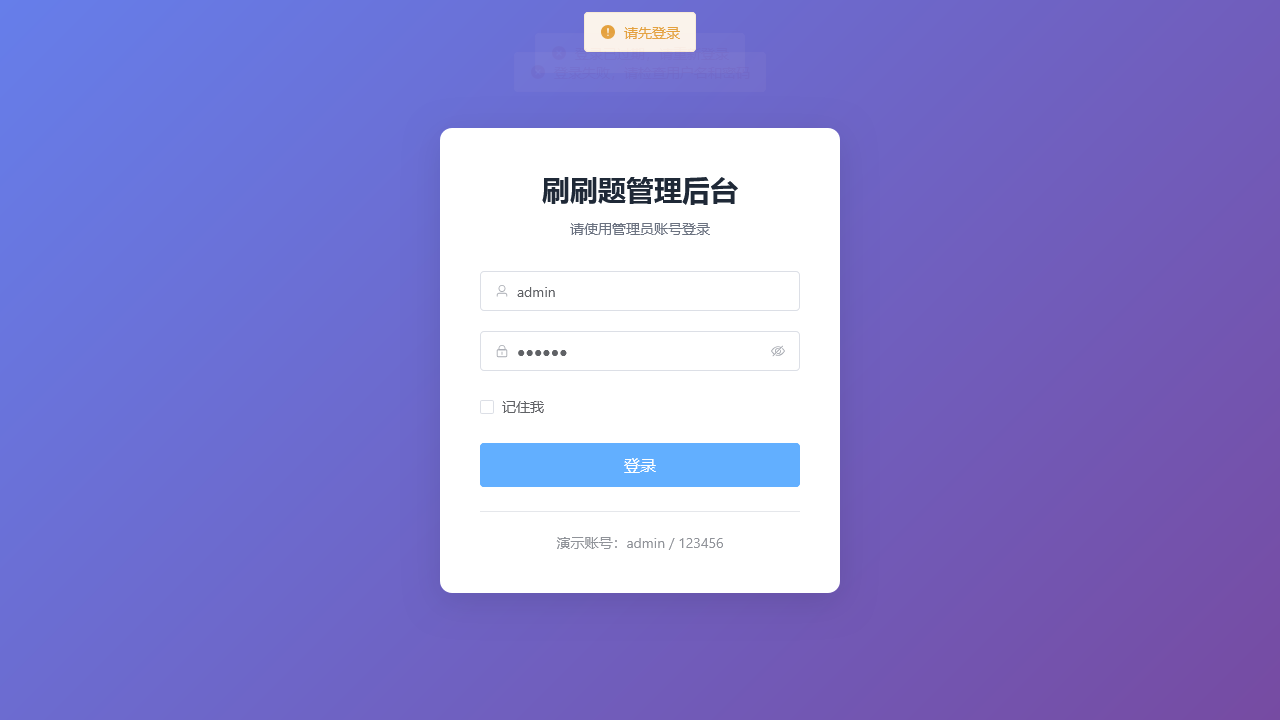 请先登录
刷刷题管理后台
请使用管理员账号登录
admin
●●●●●●
记住我
登录
演示账号：admin / 123456